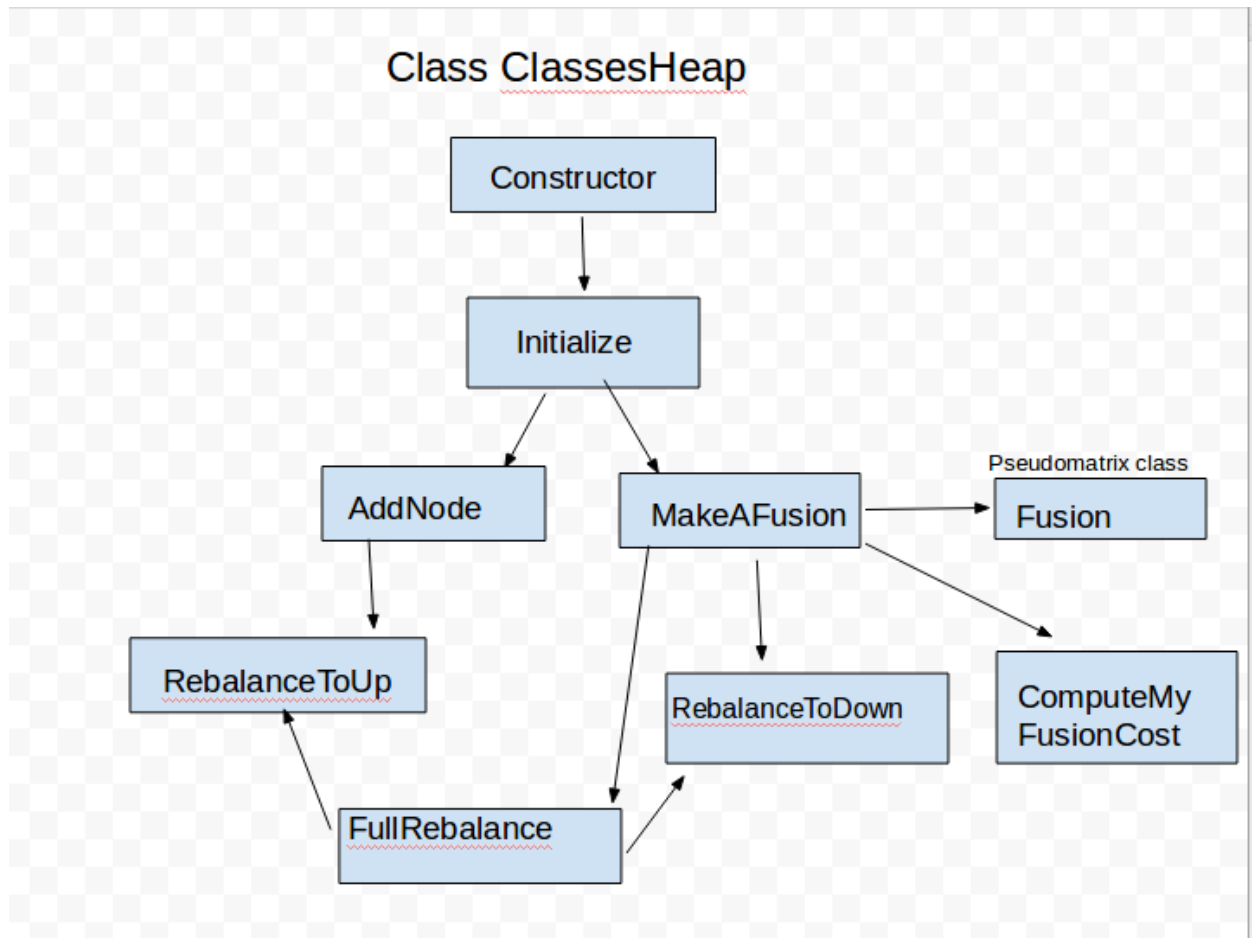 Class ClassesHeap
Constructor
Initialize
AddNode
MakeAFusion
Pseudomatrix class
Fusion
RebalanceToUp
RebalanceToDown
ComputeMy
FusionCost
FullRebalance